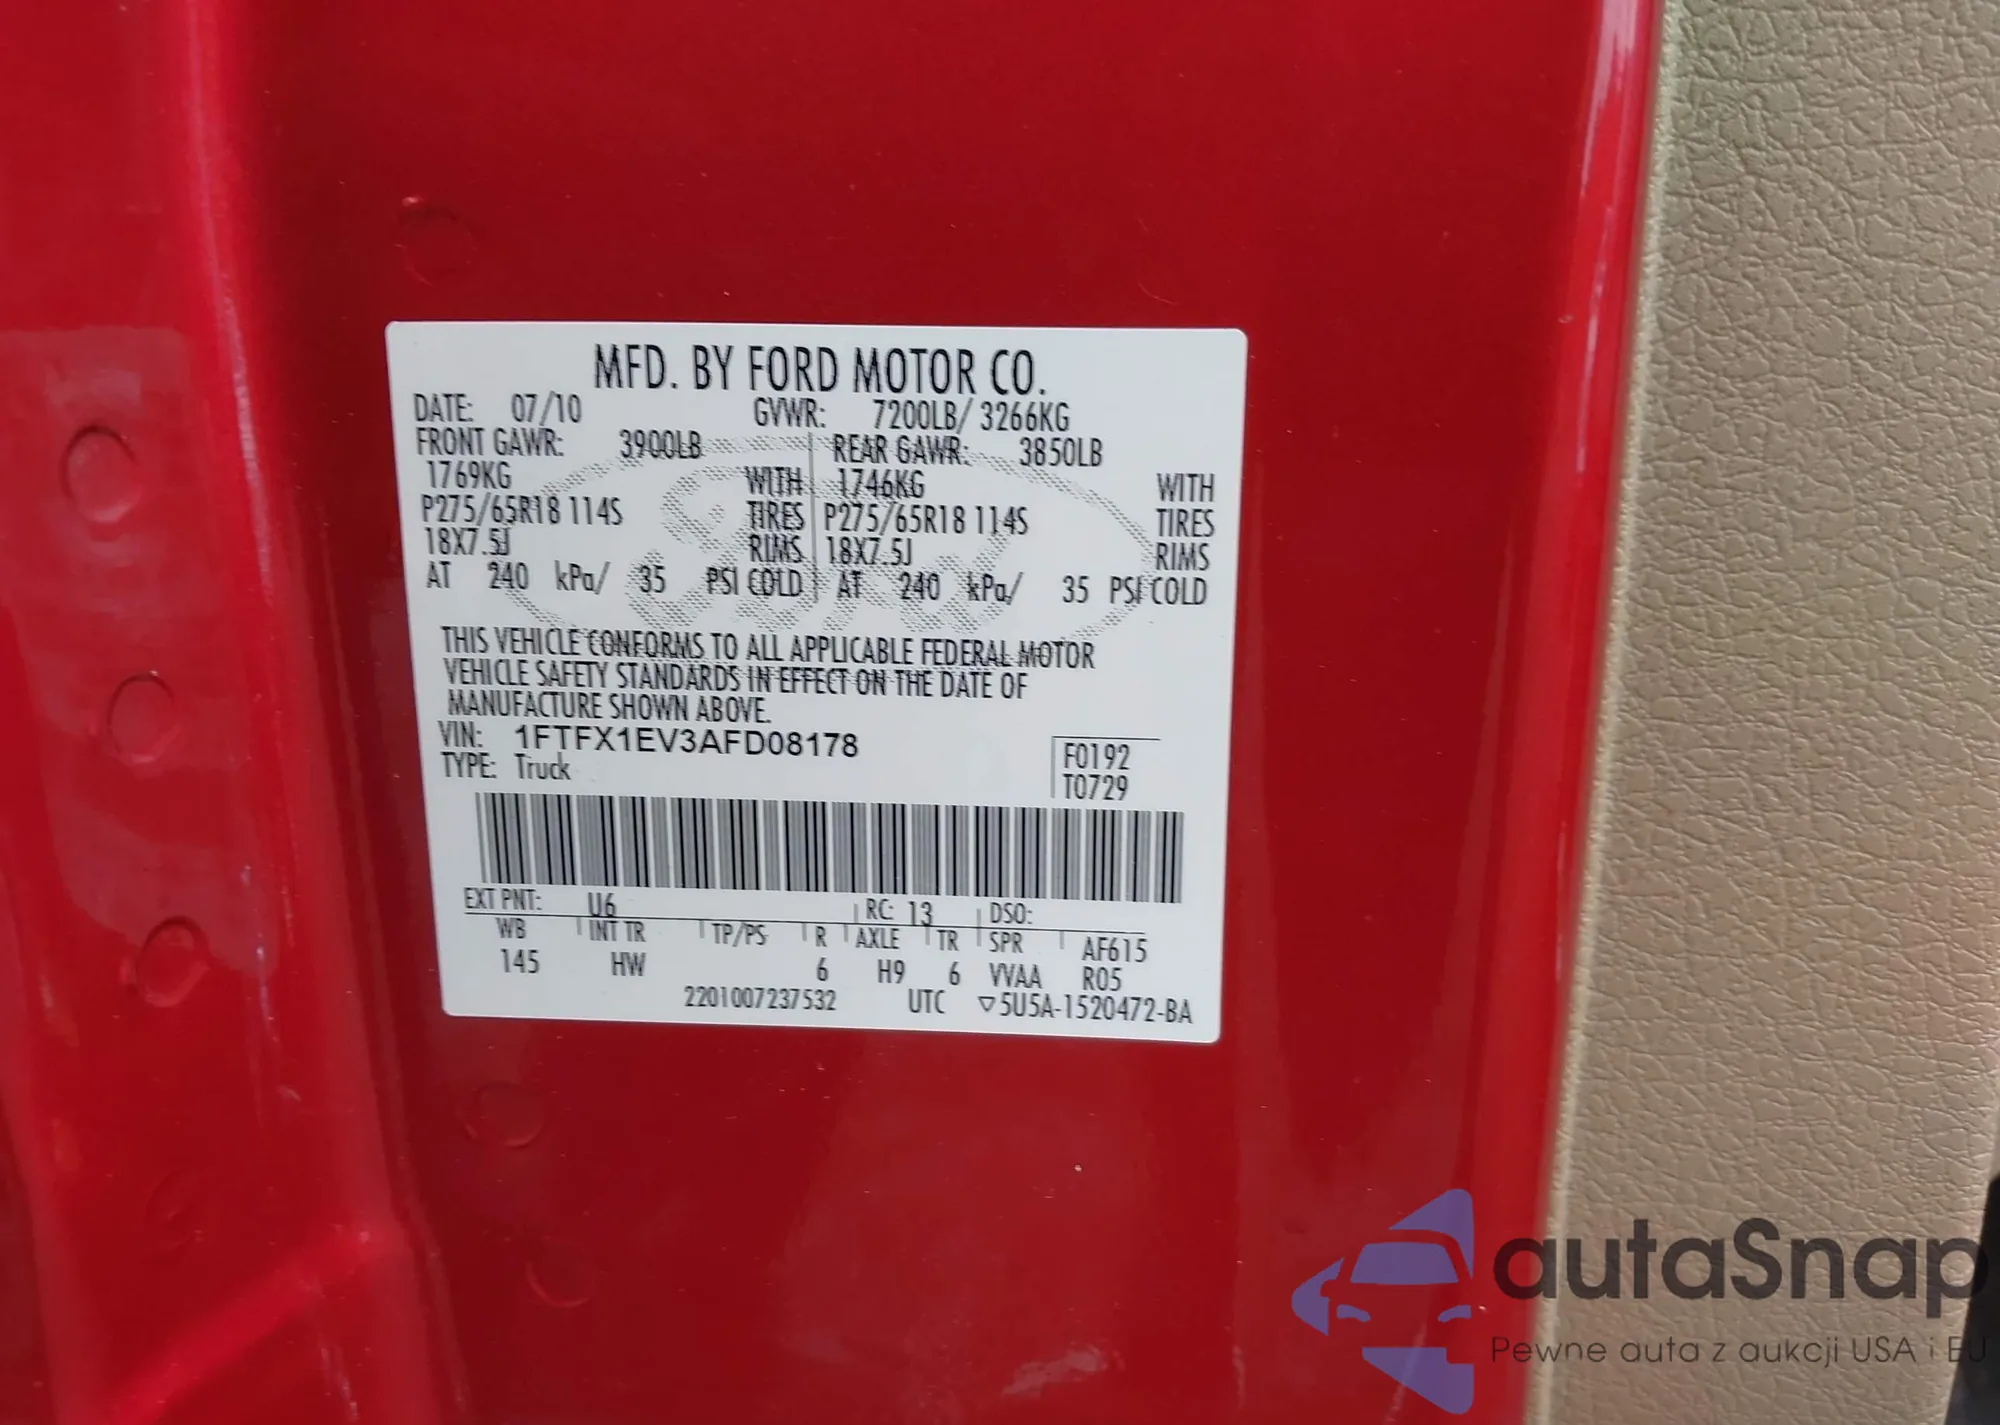 MFD. BY FORD MOTOR CO.
DATE: 07/10 GVWR: 7200LB/ 3266KG
FRONT GAWR: 3900LB REAR GAWR: 3850LB
1769KG WITH 1746KG WITH
P275/65R18 114S TIRES P275/65R18 114S TIRES
18X7.5J RIMS 18X7.5J RIMS
AT 240 kPa/ 35 PSI COLD AT 240 kPa/ 35 PSI COLD
THIS VEHICLE CONFORMS TO ALL APPLICABLE FEDERAL MOTOR
VEHICLE SAFETY STANDARDS IN EFFECT ON THE DATE OF
MANUFACTURE SHOWN ABOVE.
VIN: 1FTFX1EV3AFD08178
TYPE: Truck
F0192
T0729
EXT PNT: U6 RC: 13 DSO:
WB INT TR TP/PS R AXLE TR SPR AF615
145 HW 6 H9 6 VVAA R05
2201007237532 UTC ▽5U5A-1520472-BA
autaSnap
Pewne auta z aukcji USA i EU